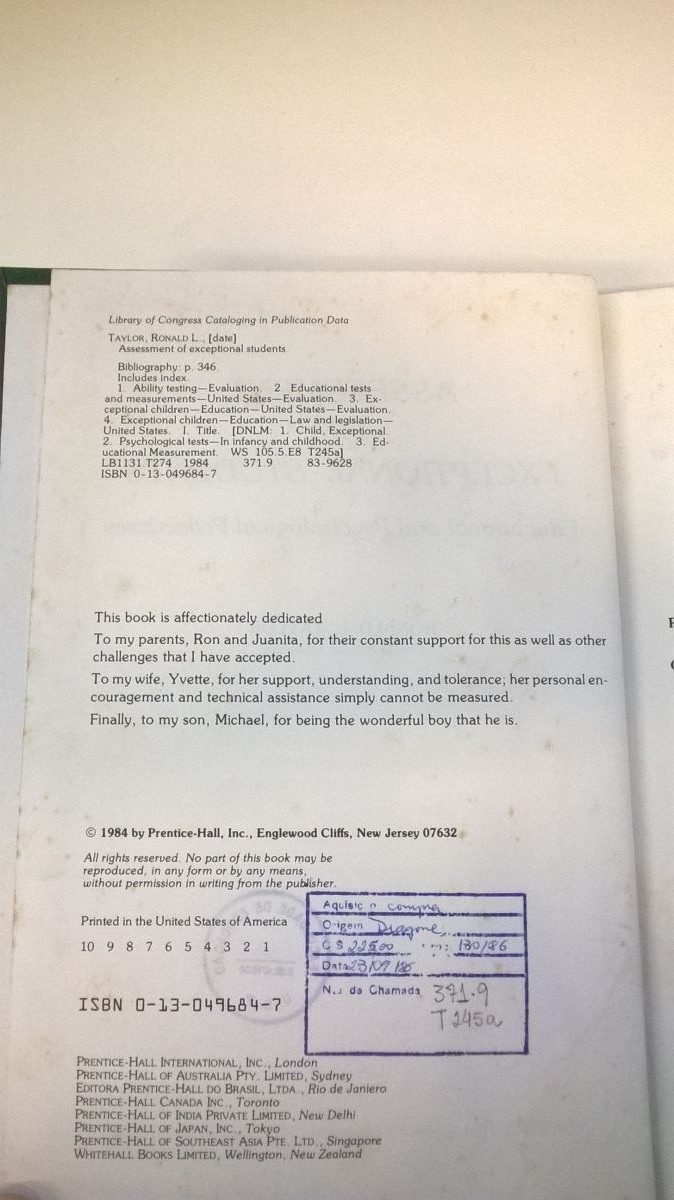 Library of Congress Cataloging in Publication Data
TAYLOR, RONALD L., [date]
Assessment of exceptional students.
Bibliography: p. 346.
Includes index.
1. Ability testing—Evaluation. 2. Educational tests
and measurements—United States—Evaluation. 3. Ex-
ceptional children—Education—United States—Evaluation.
4. Exceptional children—Education—Law and legislation—
United States. I. Title. [DNLM: 1. Child, Exceptional.
2. Psychological tests—In infancy and childhood. 3. Ed-
ucational Measurement. WS 105.5.E8 T245a]
LB1131.T274 1984 371.9 83-9628
ISBN 0-13-049684-7
This book is affectionately dedicated
To my parents, Ron and Juanita, for their constant support for this as well as other
challenges that I have accepted.
To my wife, Yvette, for her support, understanding, and tolerance; her personal en-
couragement and technical assistance simply cannot be measured.
Finally, to my son, Michael, for being the wonderful boy that he is.
© 1984 by Prentice-Hall, Inc., Englewood Cliffs, New Jersey 07632
All rights reserved. No part of this book may be
reproduced, in any form or by any means,
without permission in writing from the publisher.
Printed in the United States of America
10 9 8 7 6 5 4 3 2 1
ISBN 0-13-049684-7
compra
Origem Dragone
C$ 22500 130/86
Data
N.o da Chamada 371.9
T245a
PRENTICE-HALL INTERNATIONAL, INC., London
PRENTICE-HALL OF AUSTRALIA PTY. LIMITED, Sydney
EDITORA PRENTICE-HALL DO BRASIL, LTDA., Rio de Janiero
PRENTICE-HALL CANADA INC., Toronto
PRENTICE-HALL OF INDIA PRIVATE LIMITED, New Delhi
PRENTICE-HALL OF JAPAN, INC., Tokyo
PRENTICE-HALL OF SOUTHEAST ASIA PTE. LTD., Singapore
WHITEHALL BOOKS LIMITED, Wellington, New Zealand